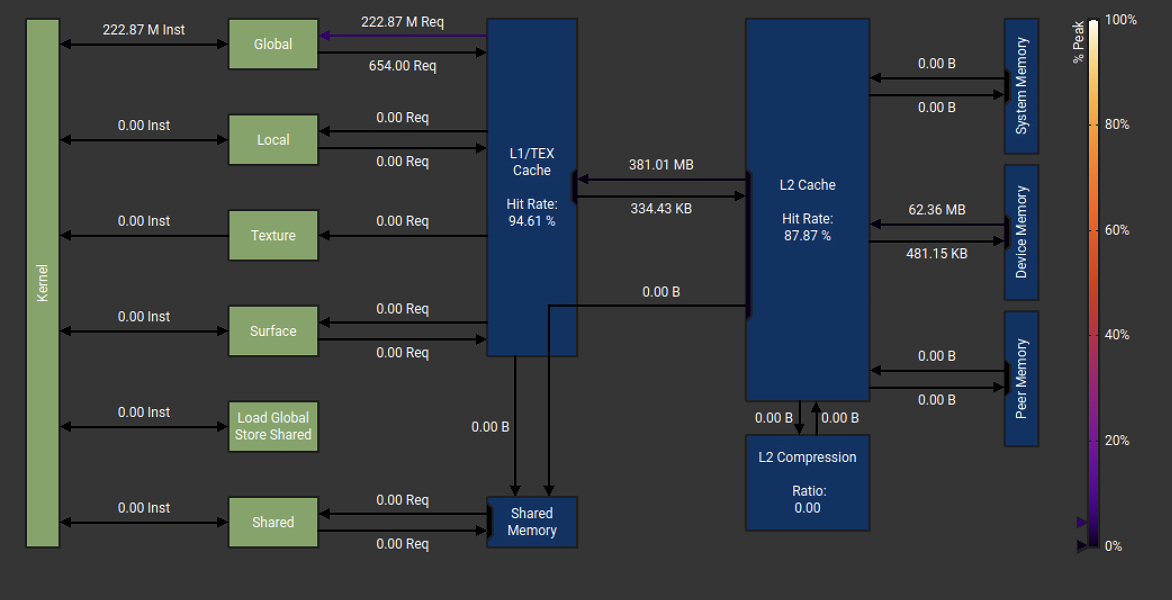 222.87 M Inst
Global
222.87 M Req
654.00 Req
0.00 Inst
Local
0.00 Req
0.00 Req
0.00 Inst
Texture
0.00 Req
0.00 Inst
Surface
0.00 Req
0.00 Req
0.00 Inst
Load Global
Store Shared
0.00 Inst
Shared
0.00 Req
0.00 Req
Kernel
L1/TEX
Cache
Hit Rate:
94.61 %
381.01 MB
334.43 KB
0.00 B
0.00 B
Shared
Memory
L2 Cache
Hit Rate:
87.87 %
0.00 B
0.00 B
L2 Compression
Ratio:
0.00
0.00 B
0.00 B
System Memory
62.36 MB
481.15 KB
Device Memory
0.00 B
0.00 B
Peer Memory
% Peak
100%
80%
60%
40%
20%
0%